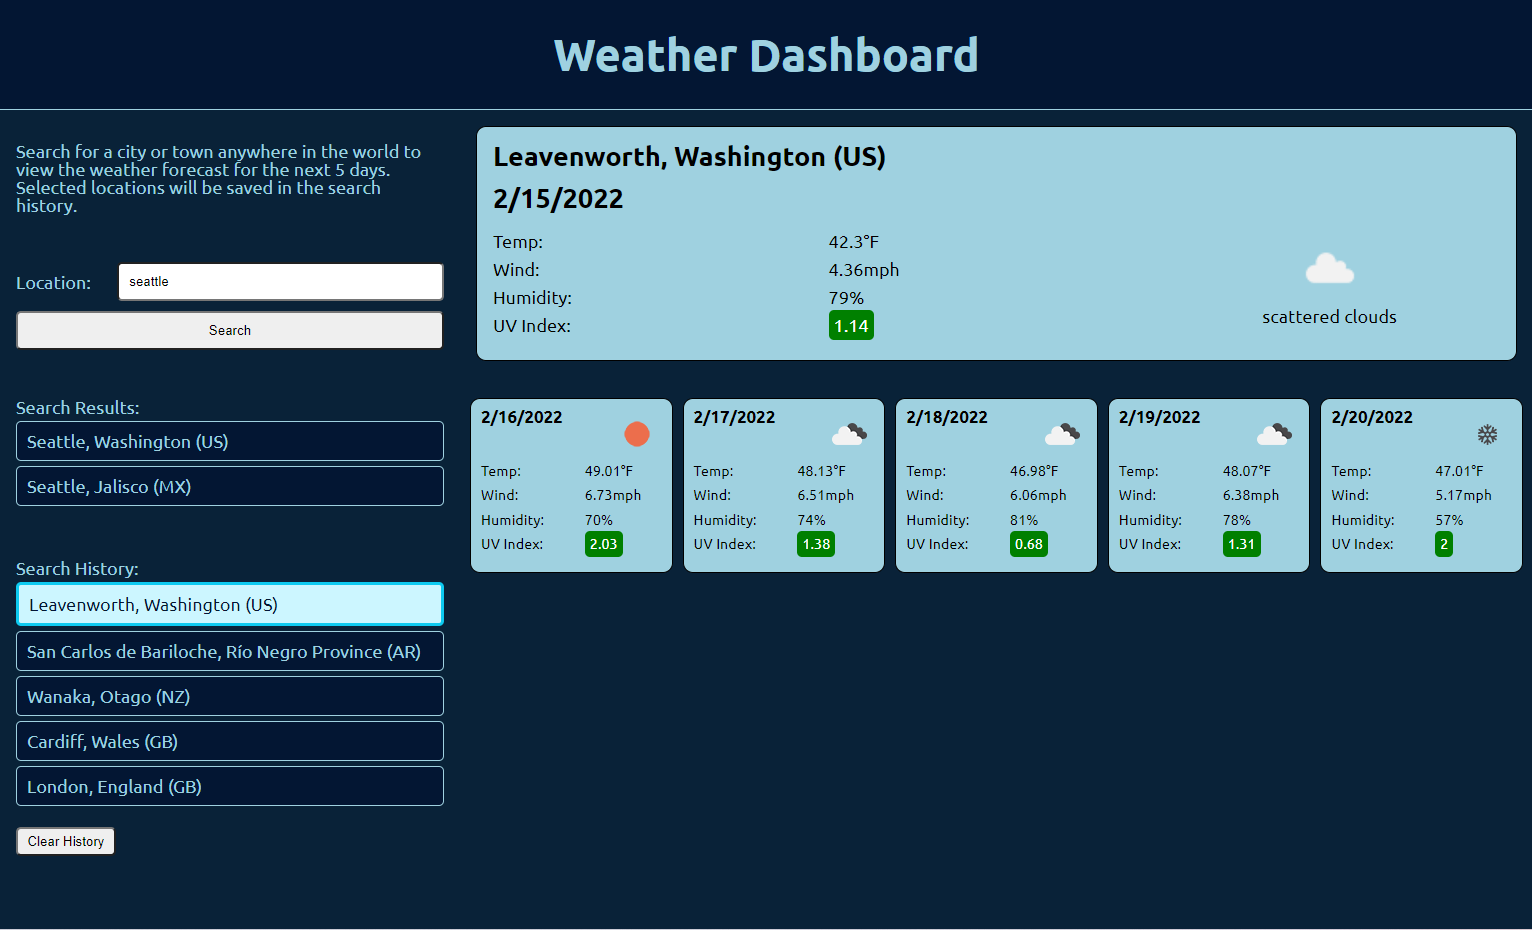 Weather Dashboard
Search for a city or town anywhere in the world to
view the weather forecast for the next 5 days.
Selected locations will be saved in the search
history.
Location: seattle
Search
Search Results:
Seattle, Washington (US)
Seattle, Jalisco (MX)
Search History:
Leavenworth, Washington (US)
San Carlos de Bariloche, Río Negro Province (AR)
Wanaka, Otago (NZ)
Cardiff, Wales (GB)
London, England (GB)
Clear History
Leavenworth, Washington (US)
2/15/2022
Temp: 42.3°F
Wind: 4.36mph
Humidity: 79%
UV Index: 1.14
scattered clouds
2/16/2022
Temp: 49.01°F
Wind: 6.73mph
Humidity: 70%
UV Index: 2.03
2/17/2022
Temp: 48.13°F
Wind: 6.51mph
Humidity: 74%
UV Index: 1.38
2/18/2022
Temp: 46.98°F
Wind: 6.06mph
Humidity: 81%
UV Index: 0.68
2/19/2022
Temp: 48.07°F
Wind: 6.38mph
Humidity: 78%
UV Index: 1.31
2/20/2022
Temp: 47.01°F
Wind: 5.17mph
Humidity: 57%
UV Index: 2